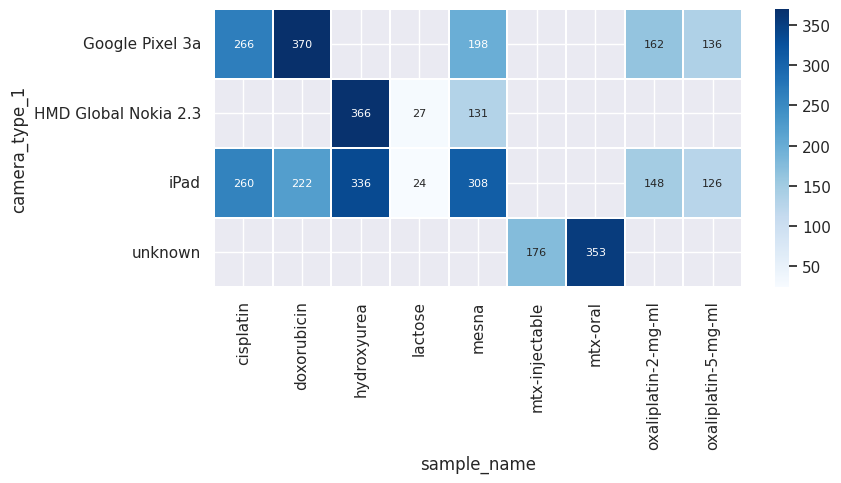 camera_type_1
Google Pixel 3a 266 370 198 162 136
HMD Global Nokia 2.3 366 27 131
iPad 260 222 336 24 308 148 126
unknown 176 353
cisplatin
doxorubicin
hydroxyurea
lactose
mesna
mtx-injectable
mtx-oral
oxaliplatin-2-mg-ml
oxaliplatin-5-mg-ml
sample_name
350
300
250
200
150
100
50